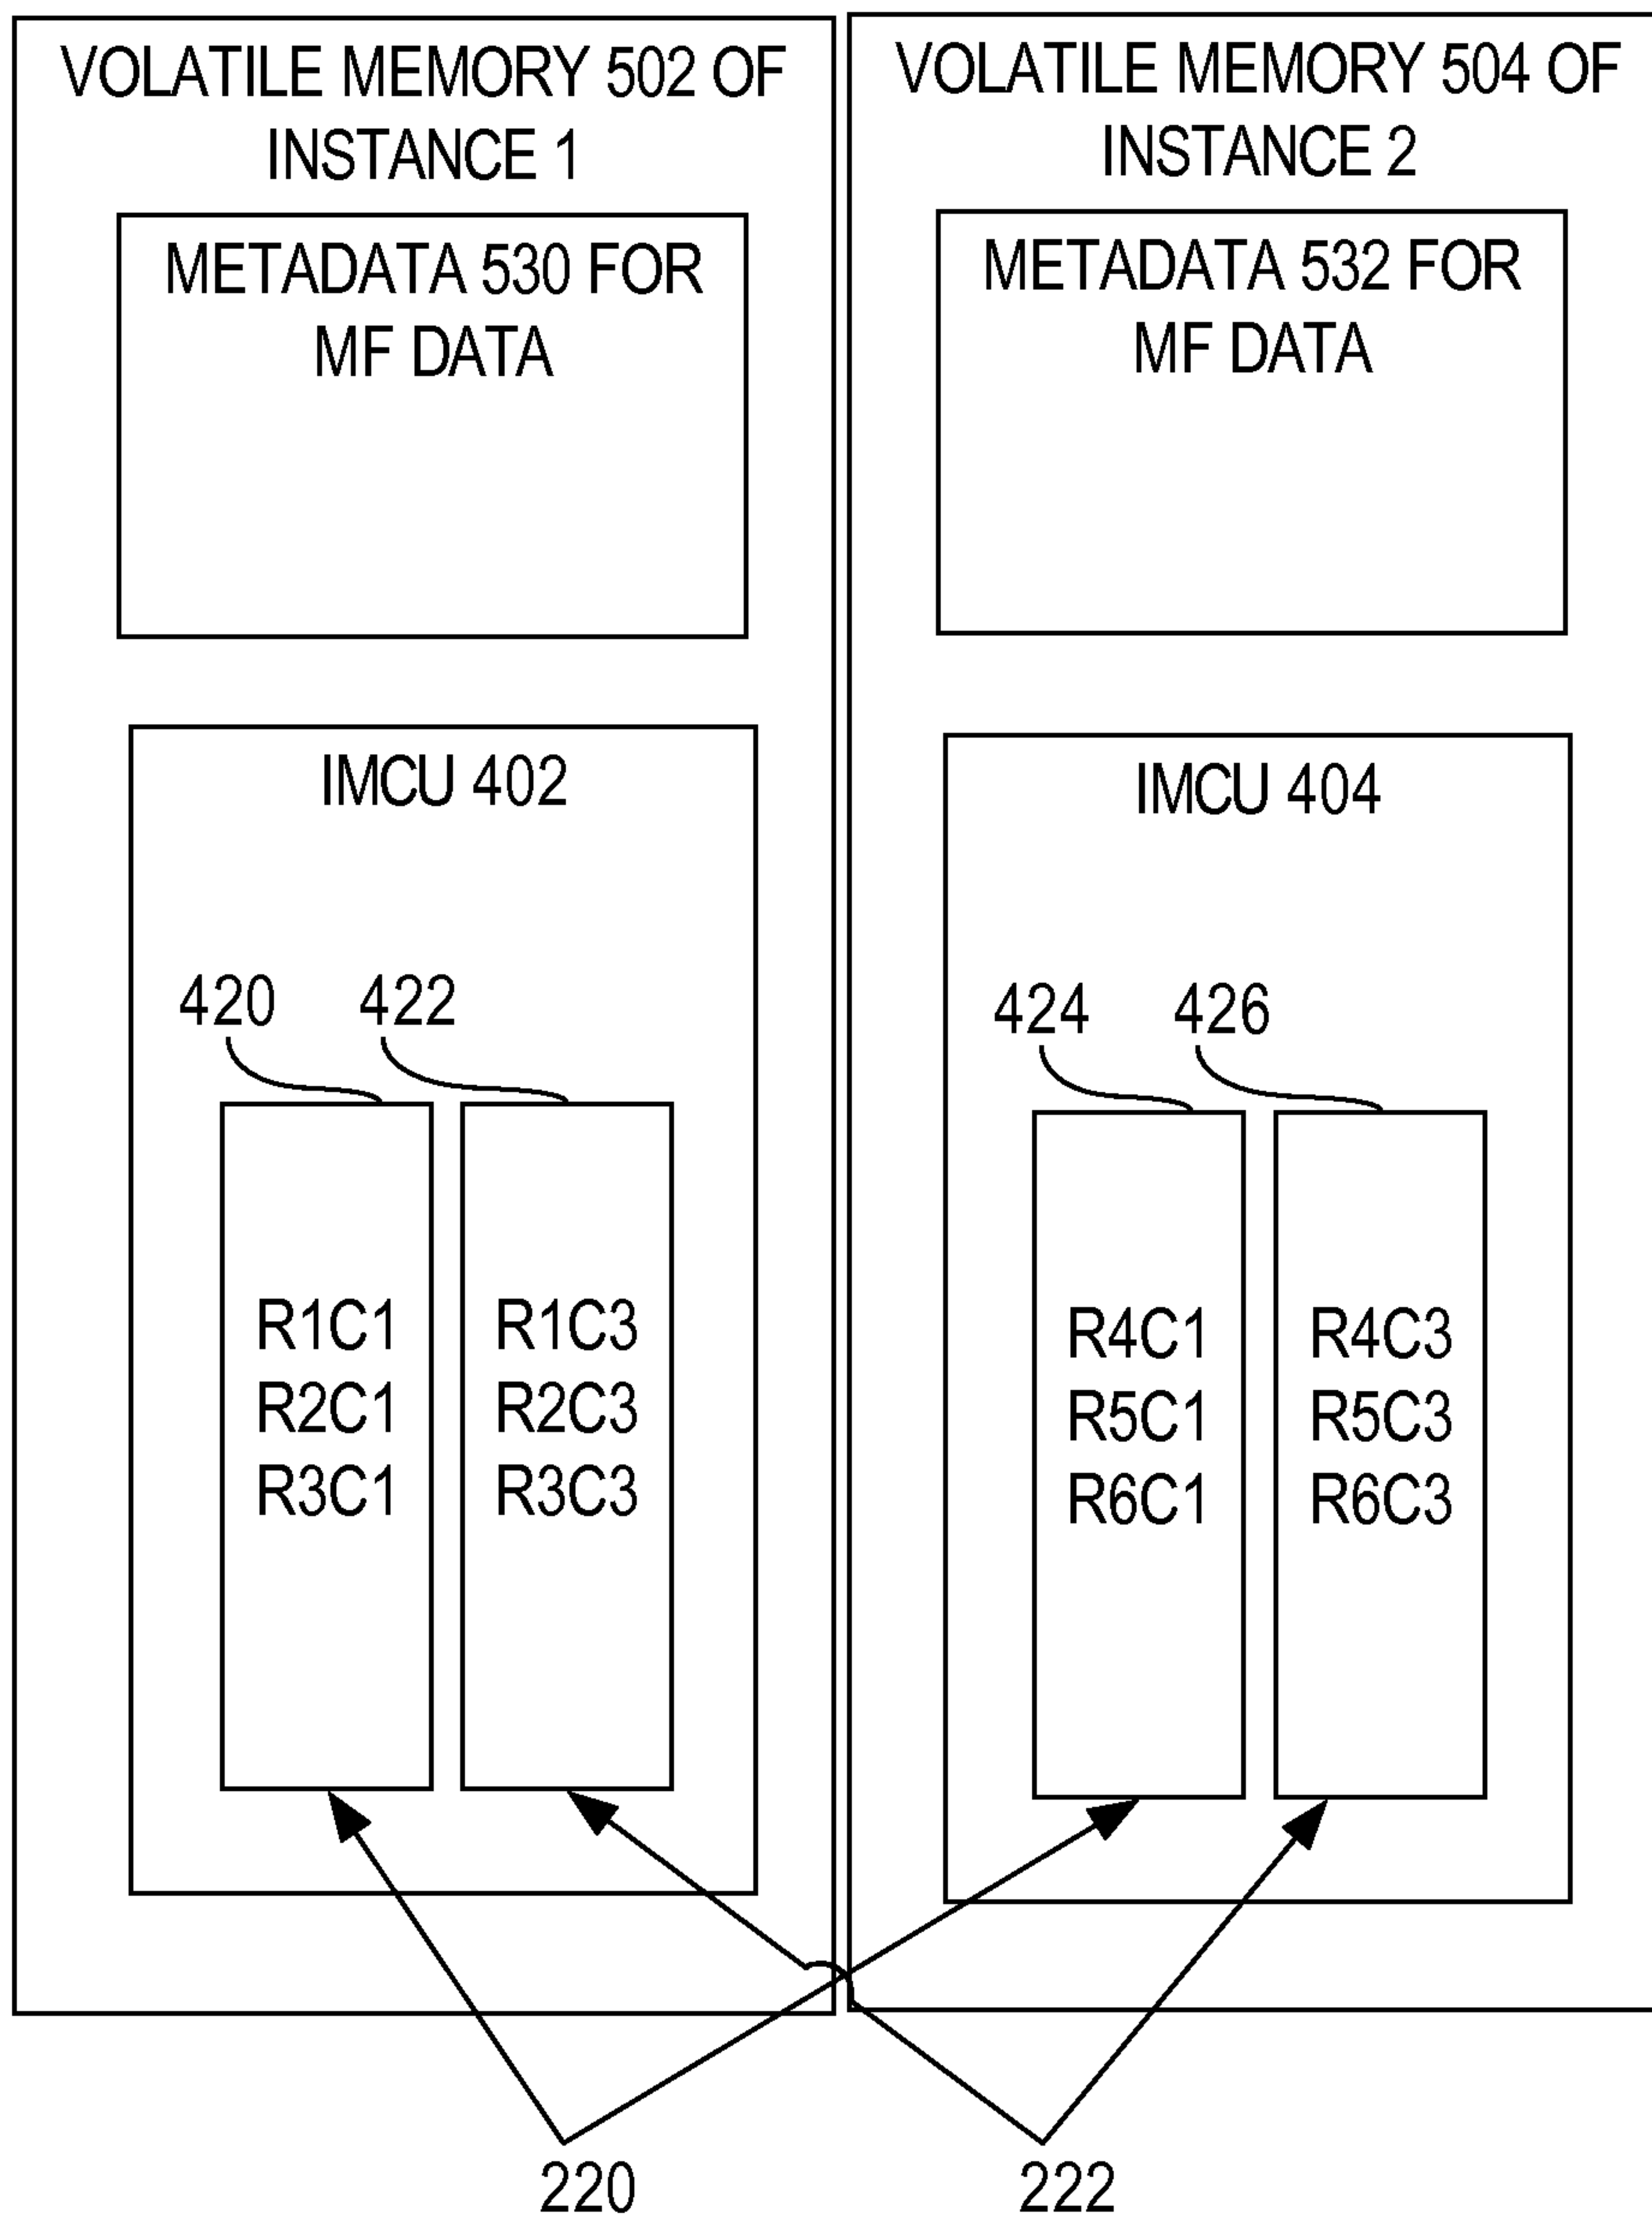 VOLATILE MEMORY 502 OF
INSTANCE 1
METADATA 530 FOR
MF DATA
IMCU 402
420
422
R1C1
R2C1
R3C1
R1C3
R2C3
R3C3
VOLATILE MEMORY 504 OF
INSTANCE 2
METADATA 532 FOR
MF DATA
IMCU 404
424
426
R4C1
R5C1
R6C1
R4C3
R5C3
R6C3
220
222